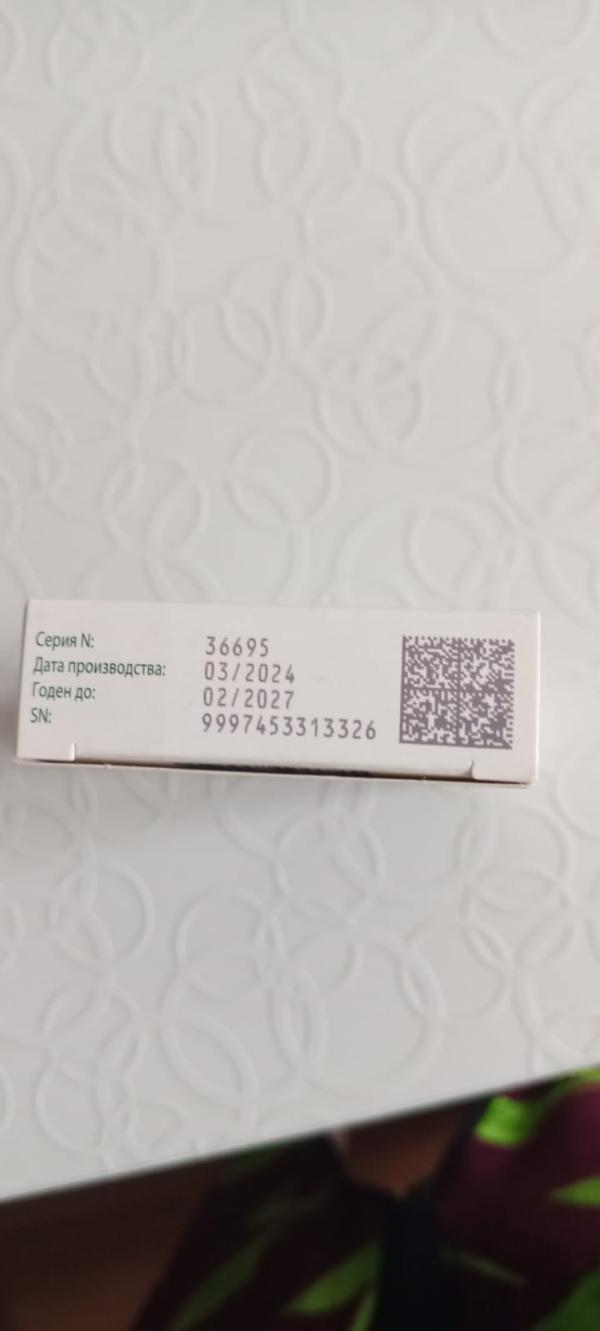 Серия N: 36695
Дата производства: 03/2024
Годен до: 02/2027
SN: 9997453313326